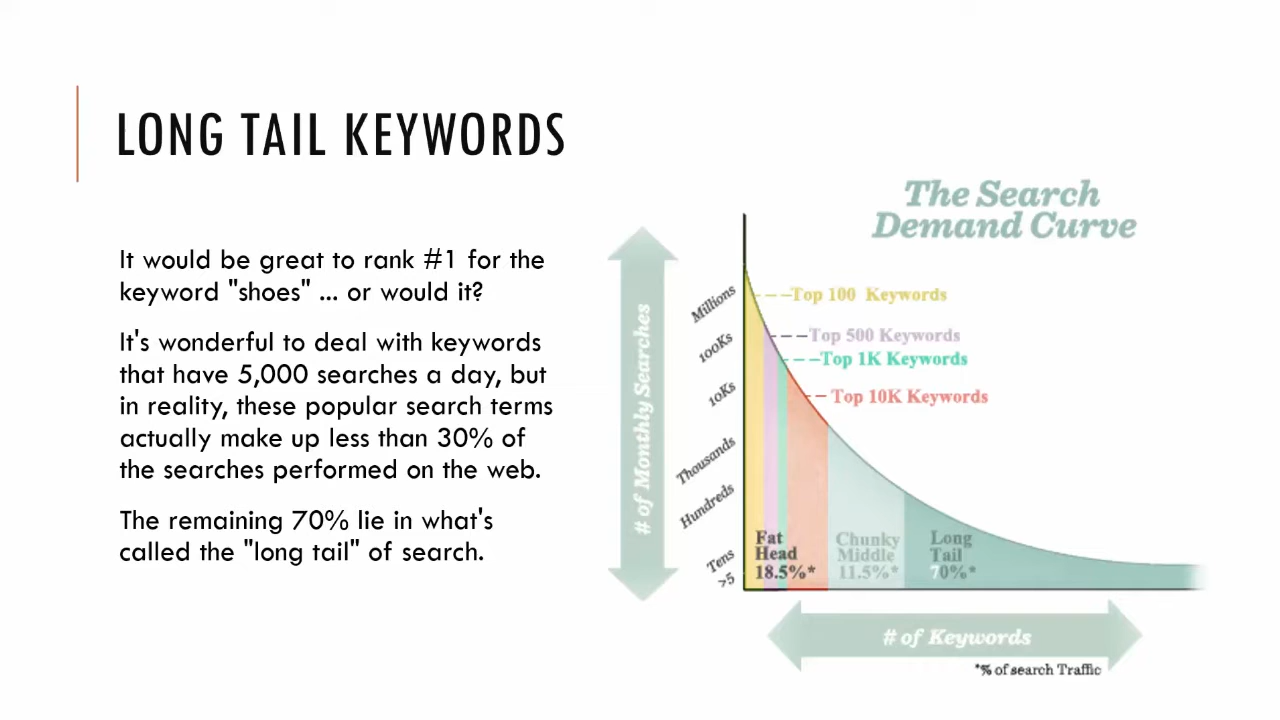 LONG TAIL KEYWORDS
It would be great to rank #1 for the
keyword "shoes" ... or would it?
It's wonderful to deal with keywords
that have 5,000 searches a day, but
in reality, these popular search terms
actually make up less than 30% of
the searches performed on the web.
The remaining 70% lie in what's
called the "long tail" of search.
The Search
Demand Curve
# of Monthly Searches
Millions
100Ks
10Ks
Thousands
Hundreds
Tens
>5
Top 100 Keywords
Top 500 Keywords
Top 1K Keywords
Top 10K Keywords
Fat
Head
18.5%*
Chunky
Middle
11.5%*
Long
Tail
70%*
# of Keywords
*% of search Traffic